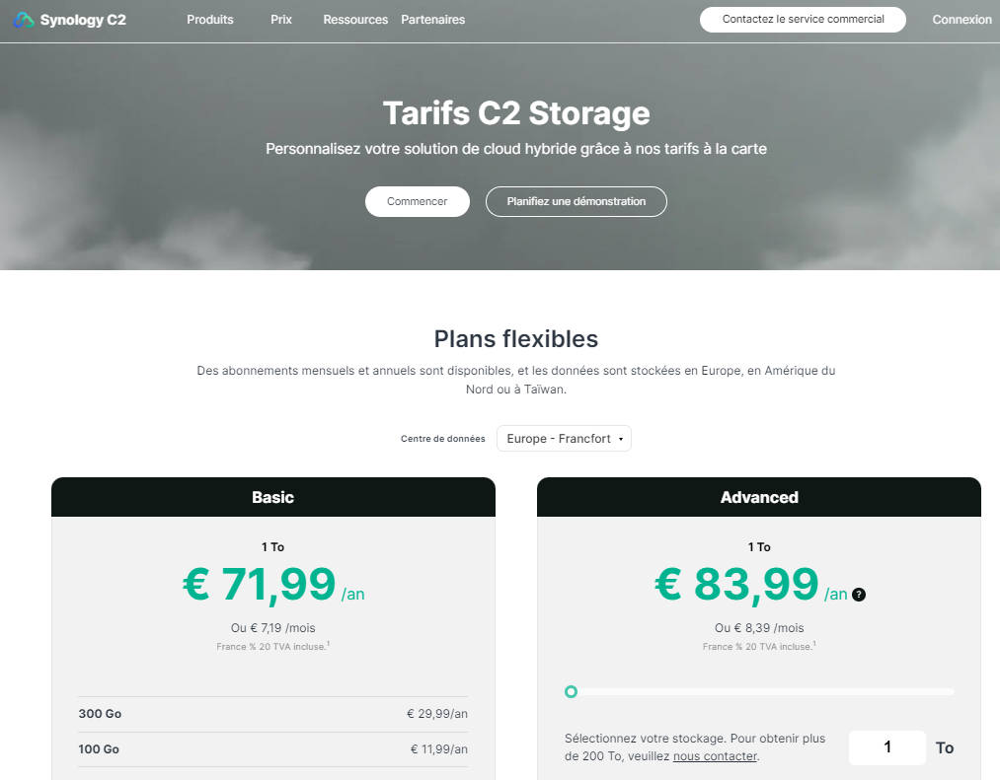 Synology C2
Produits
Prix
Ressources
Partenaires
Contactez le service commercial
Connexion
Tarifs C2 Storage
Personnalisez votre solution de cloud hybride grâce à nos tarifs à la carte
Commencer
Planifiez une démonstration
Plans flexibles
Des abonnements mensuels et annuels sont disponibles, et les données sont stockées en Europe, en Amérique du
Nord ou à Taïwan.
Centre de données
Europe - Francfort
Basic
1 To
€ 71,99 /an
Ou € 7,19 /mois
France % 20 TVA incluse.1
300 Go € 29,99/an
100 Go € 11,99/an
Advanced
1 To
€ 83,99 /an ?
Ou € 8,39 /mois
France % 20 TVA incluse.1
Sélectionnez votre stockage. Pour obtenir plus
de 200 To, veuillez nous contacter.
1 To